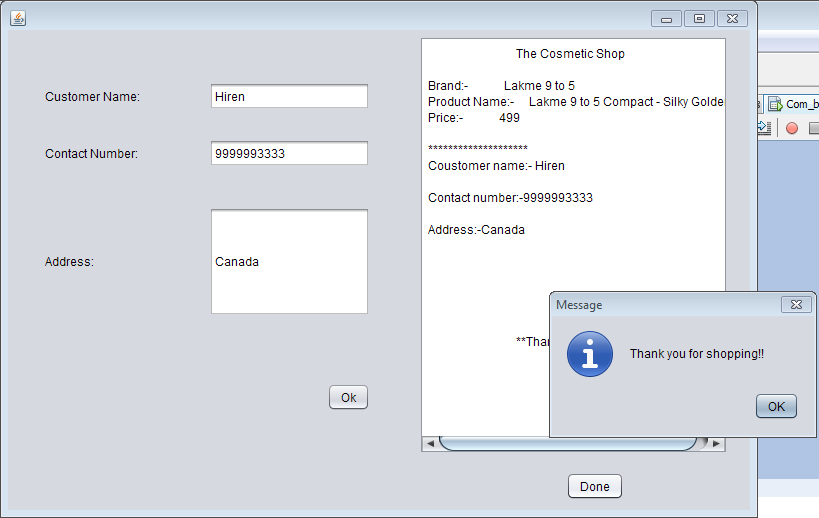 Customer Name:
Hiren
Contact Number:
9999993333
Address:
Canada
Ok
The Cosmetic Shop
Brand:- Lakme 9 to 5
Product Name:- Lakme 9 to 5 Compact - Silky Golde
Price:- 499
********************
Coustomer name:- Hiren
Contact number:-9999993333
Address:-Canada
Message
Thank you for shopping!!
OK
Done
Com_b